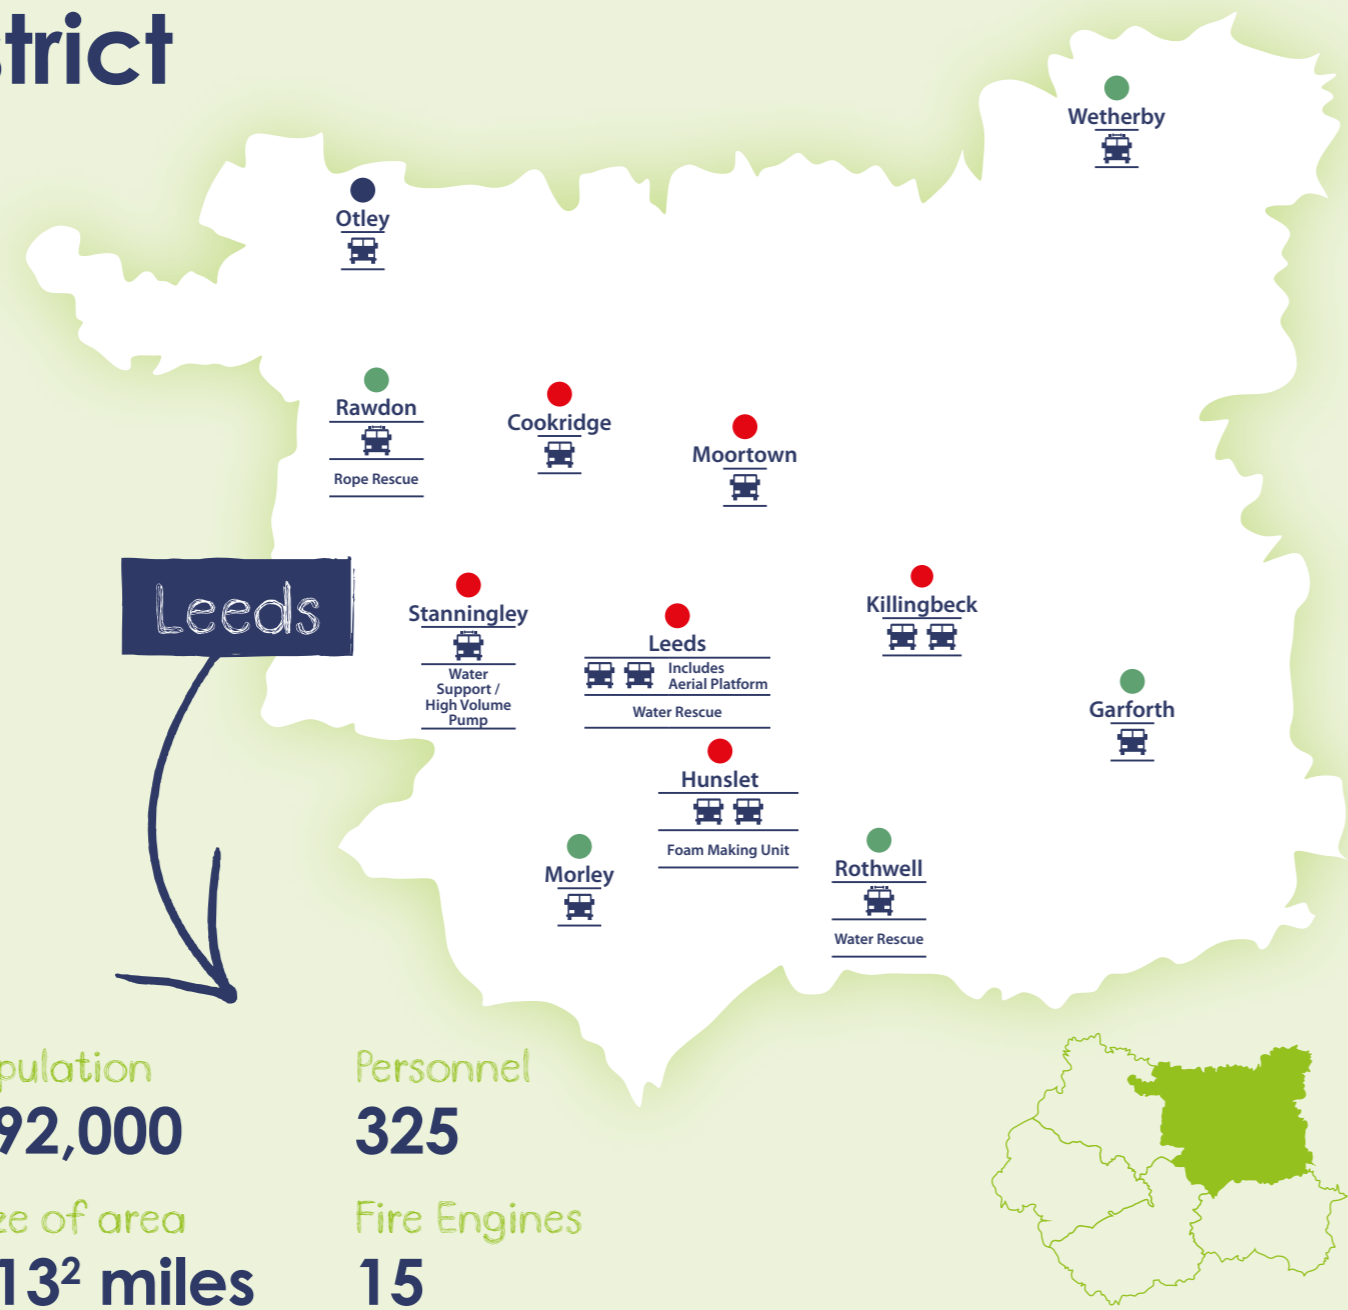 strict
Wetherby
Otley
Rawdon
Rope Rescue
Cookridge
Moortown
Leeds
Stanningley
Water
Support /
High Volume
Pump
Leeds
Includes
Aerial Platform
Water Rescue
Killingbeck
Garforth
Hunslet
Foam Making Unit
Morley
Rothwell
Water Rescue
pulation
92,000
Personnel
325
ze of area
13² miles
Fire Engines
15